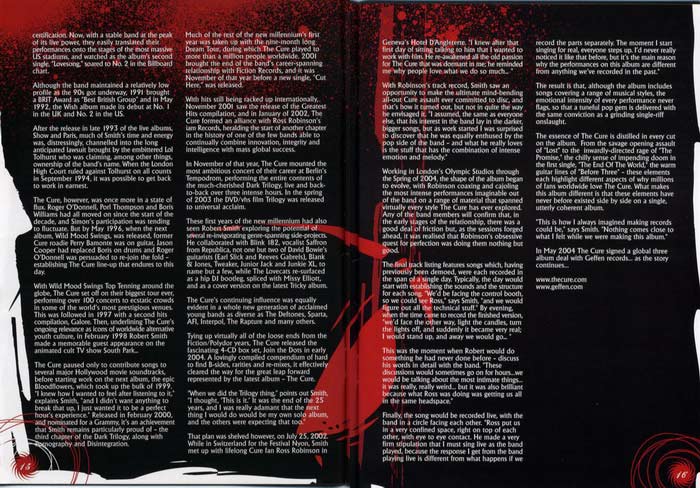 certification. Now, with a stable band at the peak
of its live power, they easily translated their
performances onto the stages of the most massive
US stadiums, and watched as the album's second
single, "Lovesong," soared to No. 2 in the Billboard
chart.
Although the band maintained a relatively low
profile as the 90s got underway, 1991 brought
a BRIT Award as "Best British Group" and in May
1992, the Wish album made its debut at No. 1
in the UK and No. 2 in the US.
After the release in late 1993 of the live albums,
Show and Paris, much of Smith's time and energy
was, distressingly, channelled into the long
anticipated lawsuit brought by the embittered Lol
Tolhurst who was claiming, among other things,
ownership of the band's name. When the London
High Court ruled against Tolhurst on all counts
in September 1994, it was possible to get back
to work in earnest.
The Cure, however, was once more in a state of
flux. Roger O'Donnell, Porl Thompson and Boris
Williams had all moved on since the start of the
decade, and Simon's participation was tending
to fluctuate. But by May 1996, when the next
album, Wild Mood Swings, was released, former
Cure roadie Perry Bamonte was on guitar, Jason
Cooper had replaced Boris on drums and Roger
O'Donnell was persuaded to re-join the fold –
establishing The Cure line-up that endures to this
day.
With Wild Mood Swings Top Tenning around the
globe, The Cure set off on their biggest tour ever,
performing over 100 concerts to ecstatic crowds
in some of the world's most prestigious venues.
This was followed in 1997 with a second hits
compilation, Galore. Then, underlining The Cure's
ongoing relevance as icons of worldwide alternative
youth culture, in February 1998 Robert Smith
made a memorable guest appearance on the
animated cult TV show South Park...
The Cure paused only to contribute songs to
several major Hollywood movie soundtracks,
before starting work on the next album, the epic
Bloodflowers, which took up the bulk of 1999.
"I knew how I wanted to feel after listening to it,"
explains Smith, "and I didn't want anything to
break that up, I just wanted it to be a perfect
hour's experience." Released in February 2000,
and nominated for a Grammy, it's an achievement
that Smith remains particularly proud of – the
third chapter of the Dark Trilogy, along with
Pornography and Disintegration.
15
Much of the rest of the new millennium's first
year was taken up with the nine-month long
Dream Tour, during which The Cure played to
more than a million people worldwide. 2001
brought the end of the band's career-spanning
relationship with Fiction Records, and it was
November of that year before a new single, "Cut
Here," was released.
With hits still being racked up internationally,
November 2001 saw the release of the Greatest
Hits compilation, and in January of 2002, The
Cure formed an alliance with Ross Robinson's
I am Records, heralding the start of another chapter
in the history of one of the few bands able to
continually combine innovation, integrity and
intelligence with mass global success.
In November of that year, The Cure mounted the
most ambitious concert of their career at Berlin's
Tempodrom, performing the entire contents of
the much-cherished Dark Trilogy, live and back-
to-back over three intense hours. In the spring
of 2003 the DVD/vhs film Trilogy was released
to universal acclaim.
These first years of the new millennium had also
seen Robert Smith exploring the potential of
several re-invigorating genre-spanning side-projects.
He collaborated with Blink 182, vocalist Saffron
from Republica, not one but two of David Bowie's
guitarists (Earl Slick and Reeves Gabrels), Blank
& Jones, Tweaker, Junior Jack and Junkie XL, to
name but a few, while The Lovecats re-surfaced
as a hip DJ bootleg, spliced with Missy Elliott,
and as a cover version on the latest Tricky album.
The Cure's continuing influence was equally
evident in a whole new generation of acclaimed
young bands as diverse as The Deftones, Sparta,
AFI, Interpol, The Rapture and many others.
Tying up virtually all of the loose ends from the
Fiction/Polydor years, The Cure released the
fascinating 4-CD box set, Join the Dots in early
2004. A lovingly compiled compendium of hard
to find B-sides, rarities and re-mixes, it effectively
cleared the way for the great leap forward
represented by the latest album – The Cure.
"When we did the Trilogy thing," points out Smith,
"I thought, 'This is it.' It was the end of the 25
years, and I was really adamant that the next
thing I would do would be my own solo album,
and the others were expecting that too."
That plan was shelved however, on July 25, 2002.
While in Switzerland for the Festival Nyon, Smith
met up with lifelong Cure fan Ross Robinson in
Geneva's Hotel D'Angleterre. "I knew after that
first day of sitting talking to him that I wanted to
work with him. He re-awakened all the old passion
for The Cure that was dormant in me; he reminded
me why people love what we do so much..."
With Robinson's track record, Smith saw an
opportunity to make the ultimate mind-bending
all-out Cure assault ever committed to disc, and
that's how it turned out, but not in quite the way
he envisaged it. "I assumed, the same as everyone
else, that his interest in the band lay in the darker,
bigger songs, but as work started I was surprised
to discover that he was equally enthused by the
pop side of the band – and what he really loves
is the stuff that has the combination of intense
emotion and melody."
Working in London's Olympic Studios through
the Spring of 2004, the shape of the album began
to evolve, with Robinson coaxing and cajoling
the most intense performances imaginable out
of the band on a range of material that spanned
virtually every style The Cure has ever explored.
Any of the band members will confirm that, in
the early stages of the relationship, there was a
good deal of friction but, as the sessions forged
ahead, it was realised that Robinson's obsessive
quest for perfection was doing them nothing but
good.
The final track listing features songs which, having
previously been demoed, were each recorded in
the span of a single day. Typically, the day would
start with establishing the sounds and the structure
for each song. "We'd be facing the control booth,
so we could see Ross," says Smith, "and we would
figure out all the technical stuff." By evening,
when the time came to record the finished version,
"we'd face the other way, light the candles, turn
the lights off, and suddenly it became very real;
I would stand up, and away we would go..."
This was the moment when Robert would do
something he had never done before – discuss
his words in detail with the band. "These
discussions would sometimes go on for hours...we
would be talking about the most intimate things...
it was really, really weird... but it was also brilliant
because what Ross was doing was getting us all
in the same headspace."
Finally the song would be recorded live, with the
band in a circle facing each other. "Ross put us
in a very confined space, right on top of each
other, with eye to eye contact. He made a very
firm stipulation that I must sing live as the band
played, because the response I get from the band
playing live is different from what happens if we
record the parts separately. The moment I start
singing for real, everyone steps up. I'd never really
noticed it like that before, but it's the main reason
why the performances on this album are different
from anything we've recorded in the past."
The result is that, although the album includes
songs covering a range of musical styles, the
emotional intensity of every performance never
flags, so that a tuneful pop gem is delivered with
the same conviction as a grinding single-riff
onslaught.
The essence of The Cure is distilled in every cut
on the album. From the savage opening assault
of "Lost" to the inwardly-directed rage of "The
Promise," the chilly sense of impending doom in
the first single, "The End Of The World," the warm
guitar lines of "Before Three" – these elements
each highlight different aspects of why millions
of fans worldwide love The Cure. What makes
this album different is that these elements have
never before existed side by side on a single,
utterly coherent album.
"This is how I always imagined making records
could be," says Smith. "Nothing comes close to
what I felt while we were making this album."
In May 2004 The Cure signed a global three
album deal with Geffen records... as the story
continues...
www.thecure.com
www.geffen.com
16